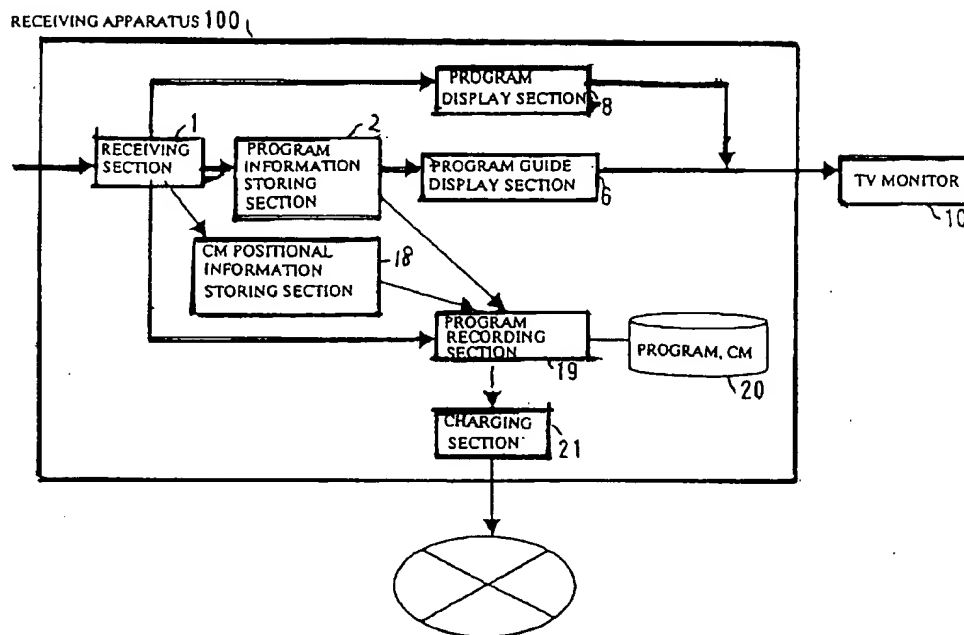 RECEIVING APPARATUS 100
PROGRAM
DISPLAY SECTION
8
1
RECEIVING
SECTION
2
PROGRAM
INFORMATION
STORING
SECTION
PROGRAM GUIDE
DISPLAY SECTION
6
TV MONITOR
10
CM POSITIONAL
INFORMATION
STORING SECTION
18
PROGRAM
RECORDING
SECTION
19
PROGRAM, CM
20
CHARGING
SECTION
21